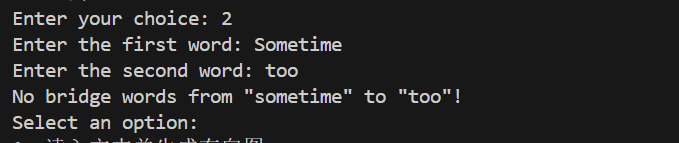 Enter your choice: 2
Enter the first word: Sometime
Enter the second word: too
No bridge words from "sometime" to "too"!
Select an option: